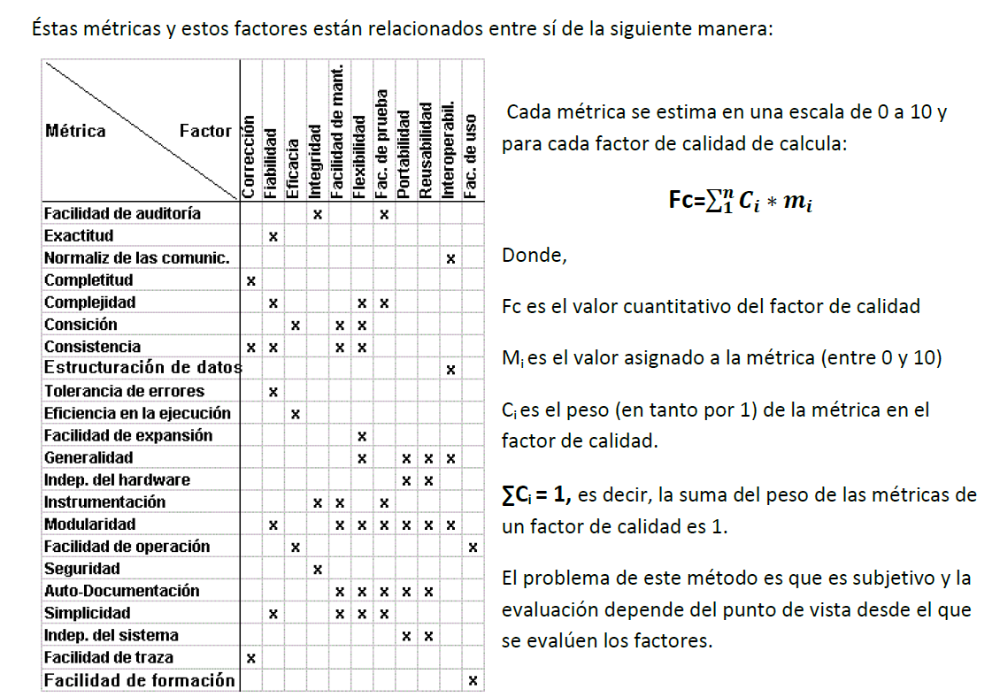 Éstas métricas y estos factores están relacionados entre sí de la siguiente manera:
Métrica Factor
Corrección
Fiabilidad
Eficacia
Integridad
Facilidad de mant.
Flexibilidad
Fac. de prueba
Portabilidad
Reusabilidad
Interoperabil.
Fac. de uso
Facilidad de auditoría x x
Exactitud x
Normaliz de las comunic. x
Completitud x
Complejidad x x x
Consición x x x
Consistencia x x x x
Estructuración de datos x
Tolerancia de errores x
Eficiencia en la ejecución x
Facilidad de expansión x
Generalidad x x x x
Indep. del hardware x x
Instrumentación x x x
Modularidad x x x x x x x
Facilidad de operación x x
Seguridad x
Auto-Documentación x x x x x
Simplicidad x x x x
Indep. del sistema x x
Facilidad de traza x
Facilidad de formación x
Cada métrica se estima en una escala de 0 a 10 y
para cada factor de calidad de calcula:
Fc=∑₁ⁿ Cᵢ * mᵢ
Donde,
Fc es el valor cuantitativo del factor de calidad
Mᵢ es el valor asignado a la métrica (entre 0 y 10)
Cᵢ es el peso (en tanto por 1) de la métrica en el
factor de calidad.
∑Cᵢ = 1, es decir, la suma del peso de las métricas de
un factor de calidad es 1.
El problema de este método es que es subjetivo y la
evaluación depende del punto de vista desde el que
se evalúen los factores.